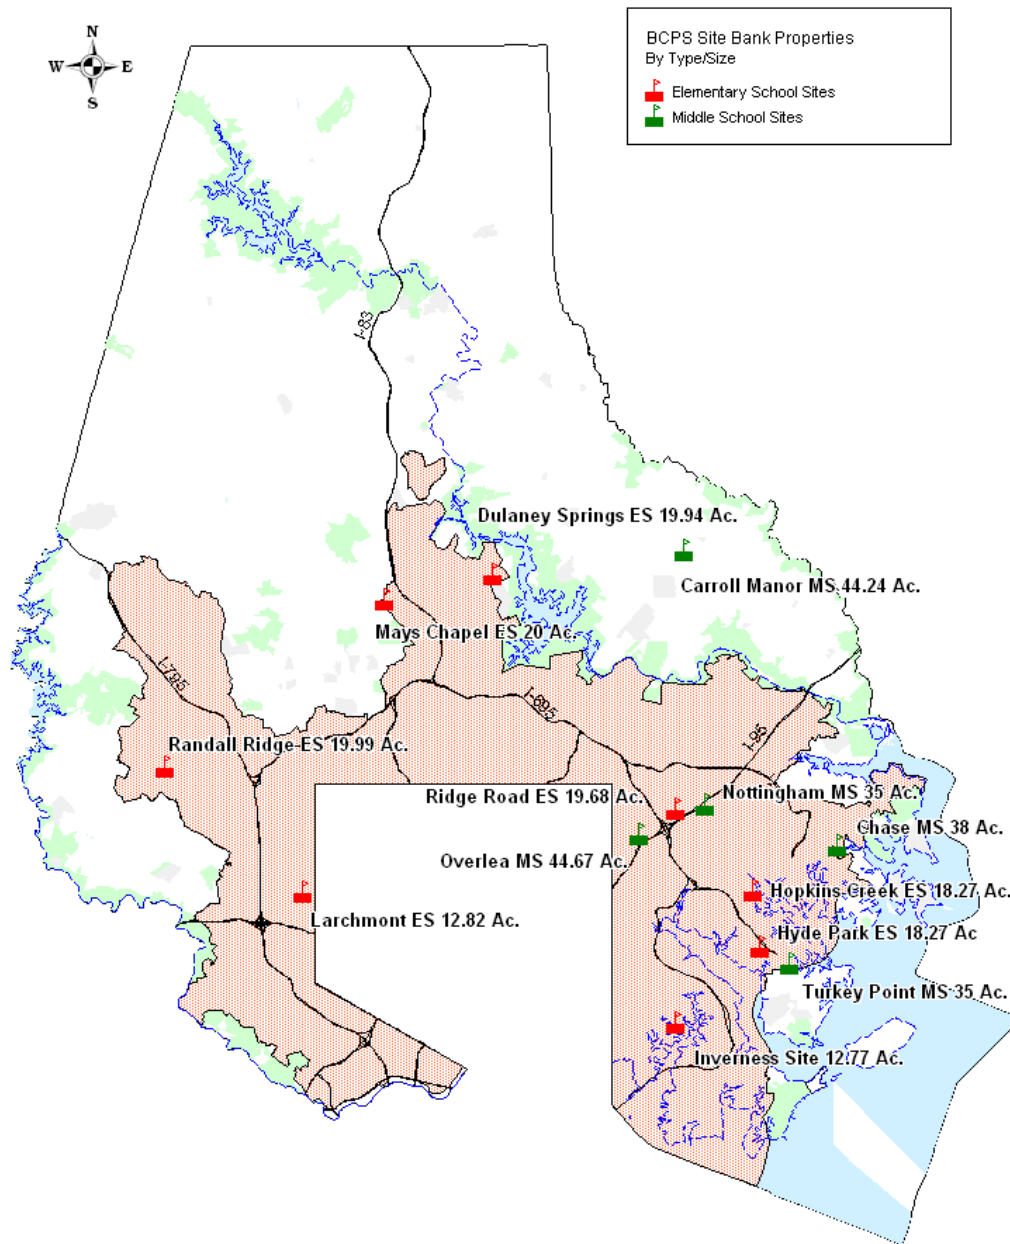 N
W E
S
BCPS Site Bank Properties
By Type/Size
Elementary School Sites
Middle School Sites
I-83
Dulaney Springs ES 19.94 Ac.
Carroll Manor MS 44.24 Ac.
Mays Chapel ES 20 Ac.
I-795
I-695
I-95
Randall Ridge ES 19.99 Ac.
Ridge Road ES 19.68 Ac.
Nottingham MS 35 Ac.
Chase MS 38 Ac.
Overlea MS 44.67 Ac.
Hopkins Creek ES 18.27 Ac.
Larchmont ES 12.82 Ac.
Hyde Park ES 18.27 Ac
Turkey Point MS 35 Ac.
Inverness Site 12.77 Ac.